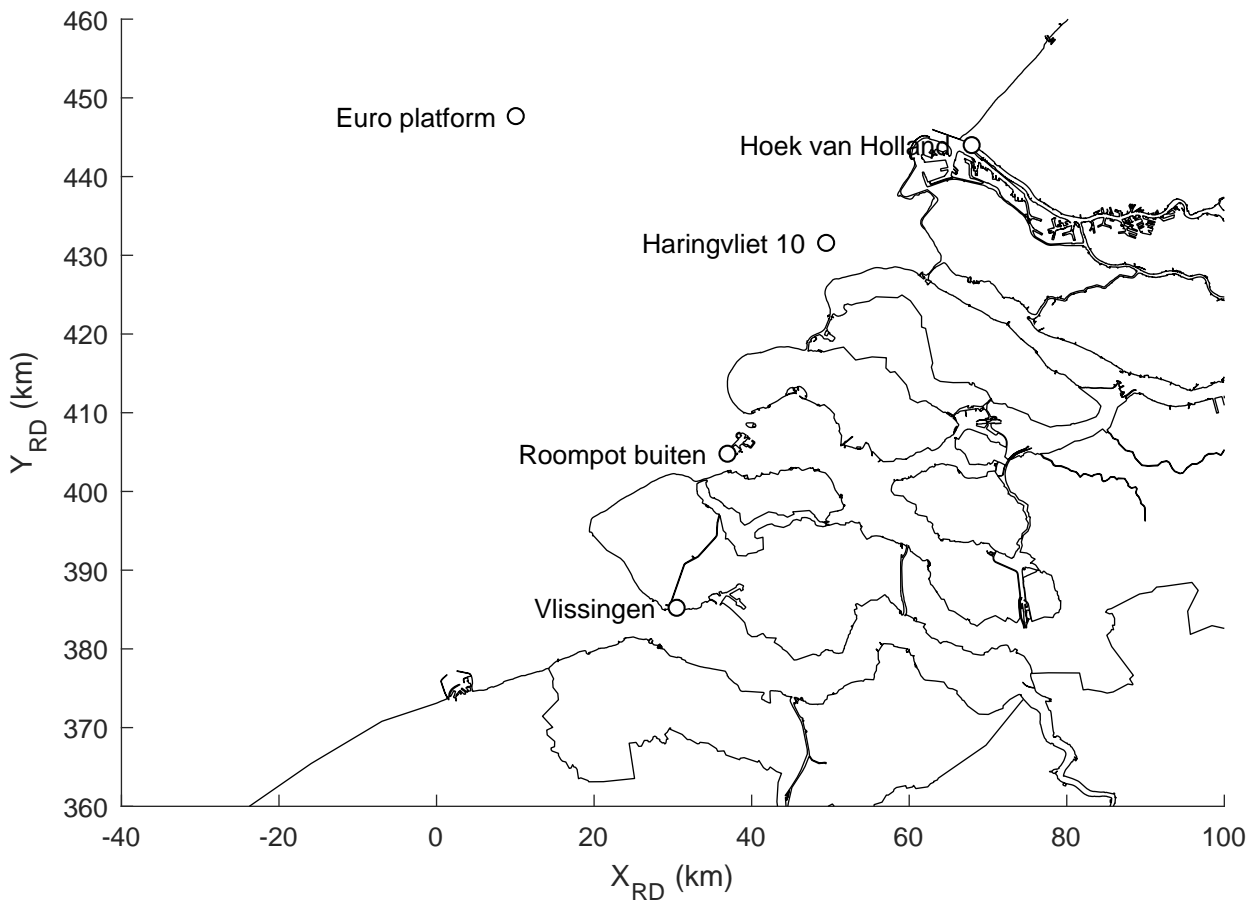 460
450
Euro platform
Hoek van Holland
440
Haringvliet 10
430
420
Y_RD (km)
410
Roompot buiten
400
390
Vlissingen
380
370
360
-40 -20 0 20 40 60 80 100
X_RD (km)